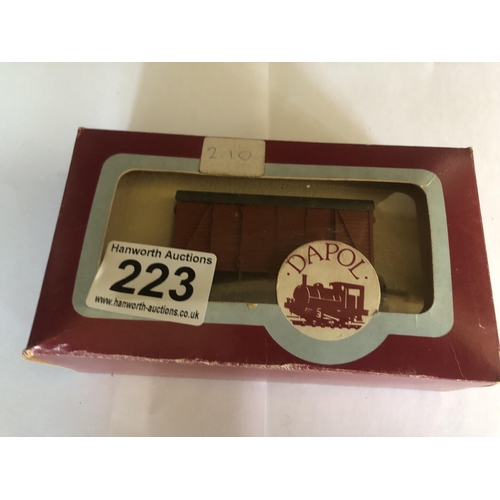 2.10
Hanworth Auctions
223
www.hanworth-auctions.co.uk
· DAPOL ·